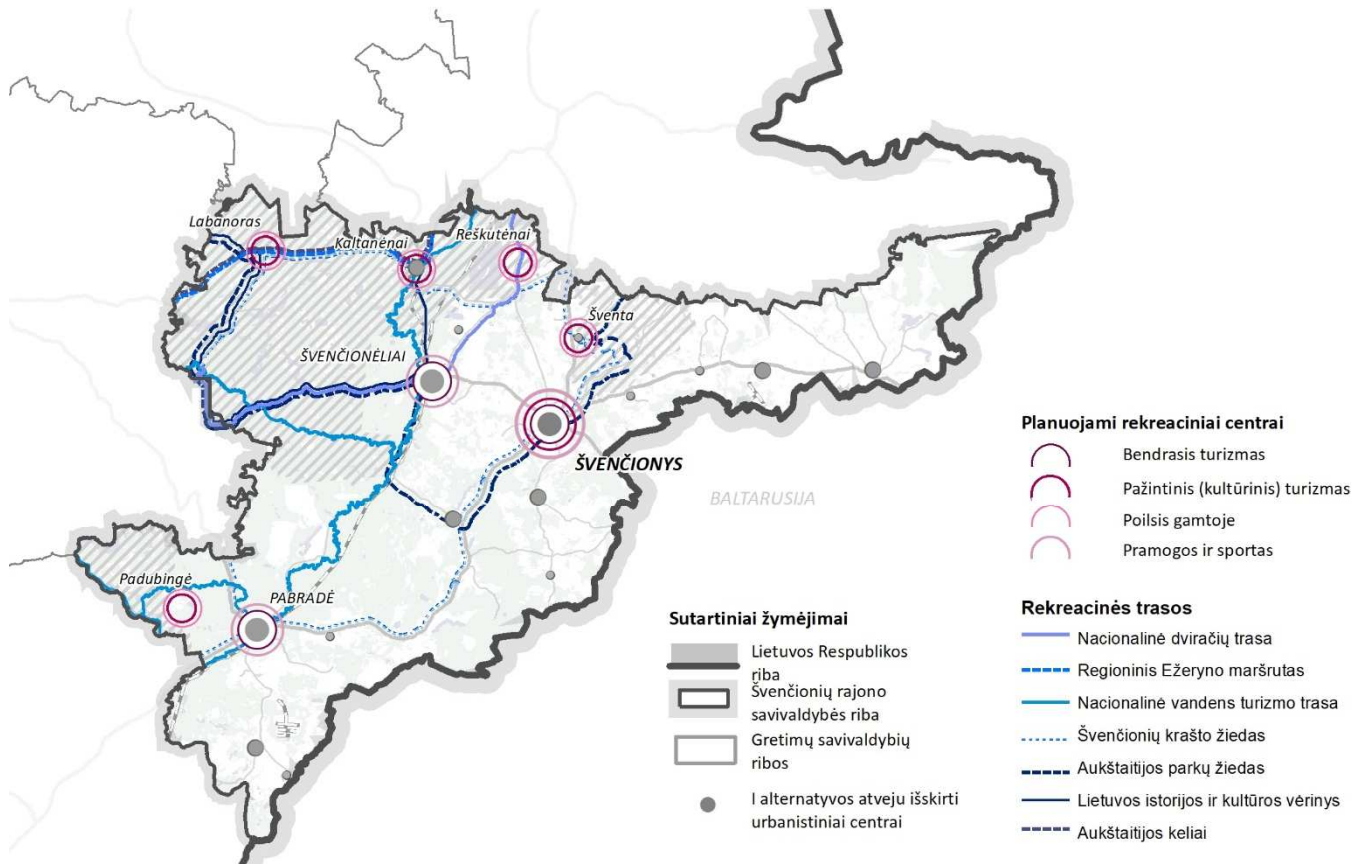 Labanoras
Kaltanėnai
Reškutėnai
Šventa
ŠVENČIONĖLIAI
ŠVENČIONYS
BALTARUSIJA
Padubingė
PABRADĖ
Planuojami rekreaciniai centrai
Bendrasis turizmas
Pažintinis (kultūrinis) turizmas
Poilsis gamtoje
Pramogos ir sportas
Sutartiniai žymėjimai
Lietuvos Respublikos
riba
Švenčionių rajono
savivaldybės riba
Gretimų savivaldybių
ribos
I alternatyvos atveju išskirti
urbanistiniai centrai
Rekreacinės trasos
Nacionalinė dviračių trasa
Regioninis Ežeryno maršrutas
Nacionalinė vandens turizmo trasa
Švenčionių krašto žiedas
Aukštaitijos parkų žiedas
Lietuvos istorijos ir kultūros vėrinys
Aukštaitijos keliai